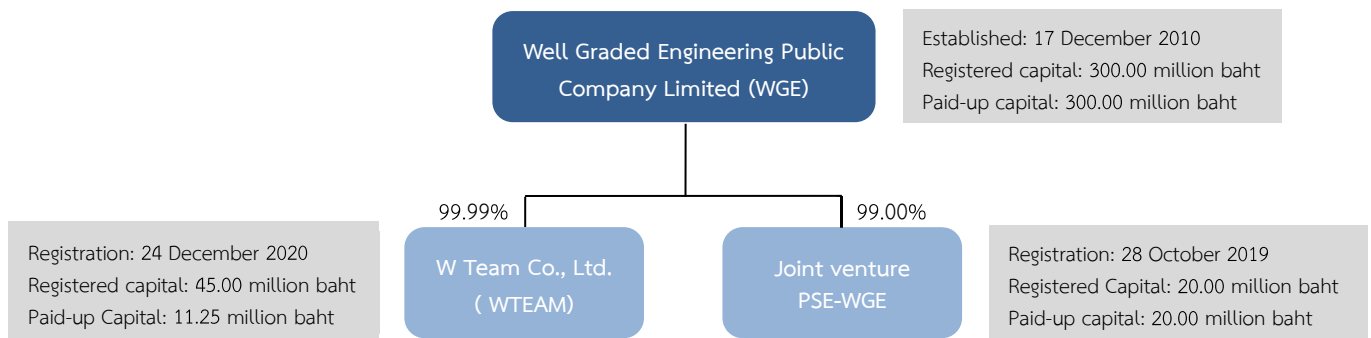 Well Graded Engineering Public
Company Limited (WGE)
Established: 17 December 2010
Registered capital: 300.00 million baht
Paid-up capital: 300.00 million baht
99.99%
99.00%
Registration: 24 December 2020
Registered capital: 45.00 million baht
Paid-up Capital: 11.25 million baht
W Team Co., Ltd.
( WTEAM)
Joint venture
PSE-WGE
Registration: 28 October 2019
Registered Capital: 20.00 million baht
Paid-up capital: 20.00 million baht